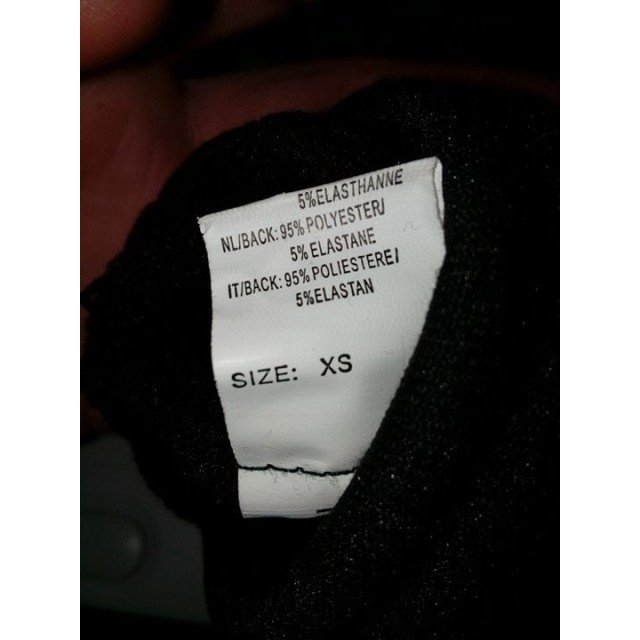 5%ELASTHANNE
NL/BACK: 95% POLYESTER/
5% ELASTANE
IT/BACK: 95% POLIESTERE/
5%ELASTAN
SIZE: XS